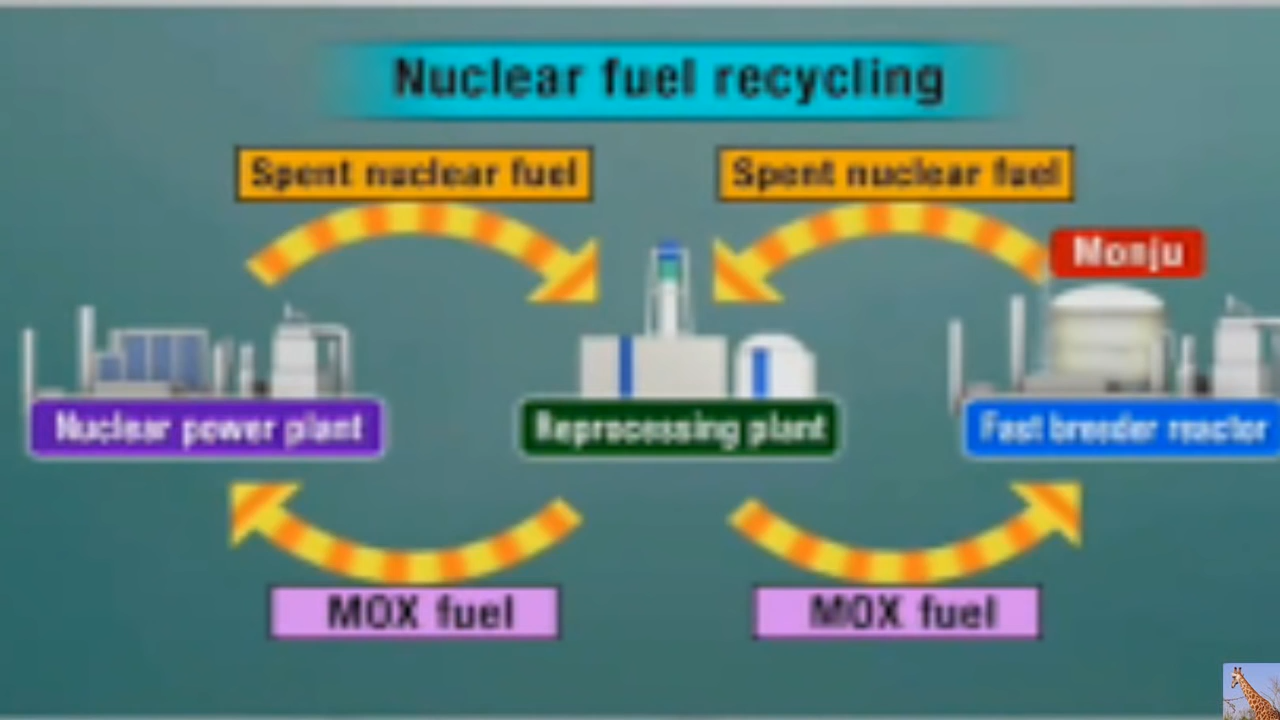 Nuclear fuel recycling
Spent nuclear fuel
Spent nuclear fuel
Monju
Nuclear power plant
Reprocessing plant
Fast breeder reactor
MOX fuel
MOX fuel